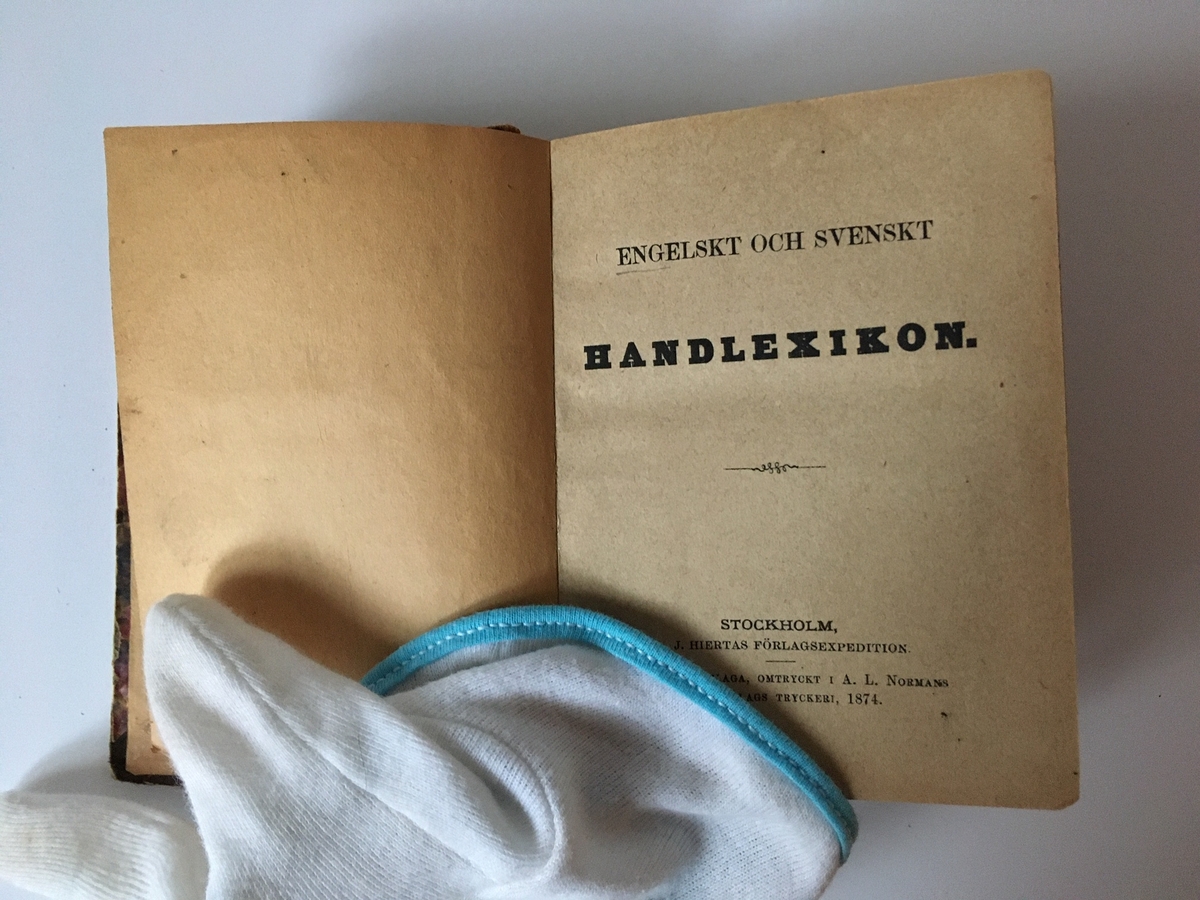 ENGELSKT OCH SVENSKT
HANDLEXIKON.
STOCKHOLM,
J. HIERTAS FÖRLAGSEXPEDITION.
OMTRYCKT I A. L. NORMANS
TRYCKERI, 1874.